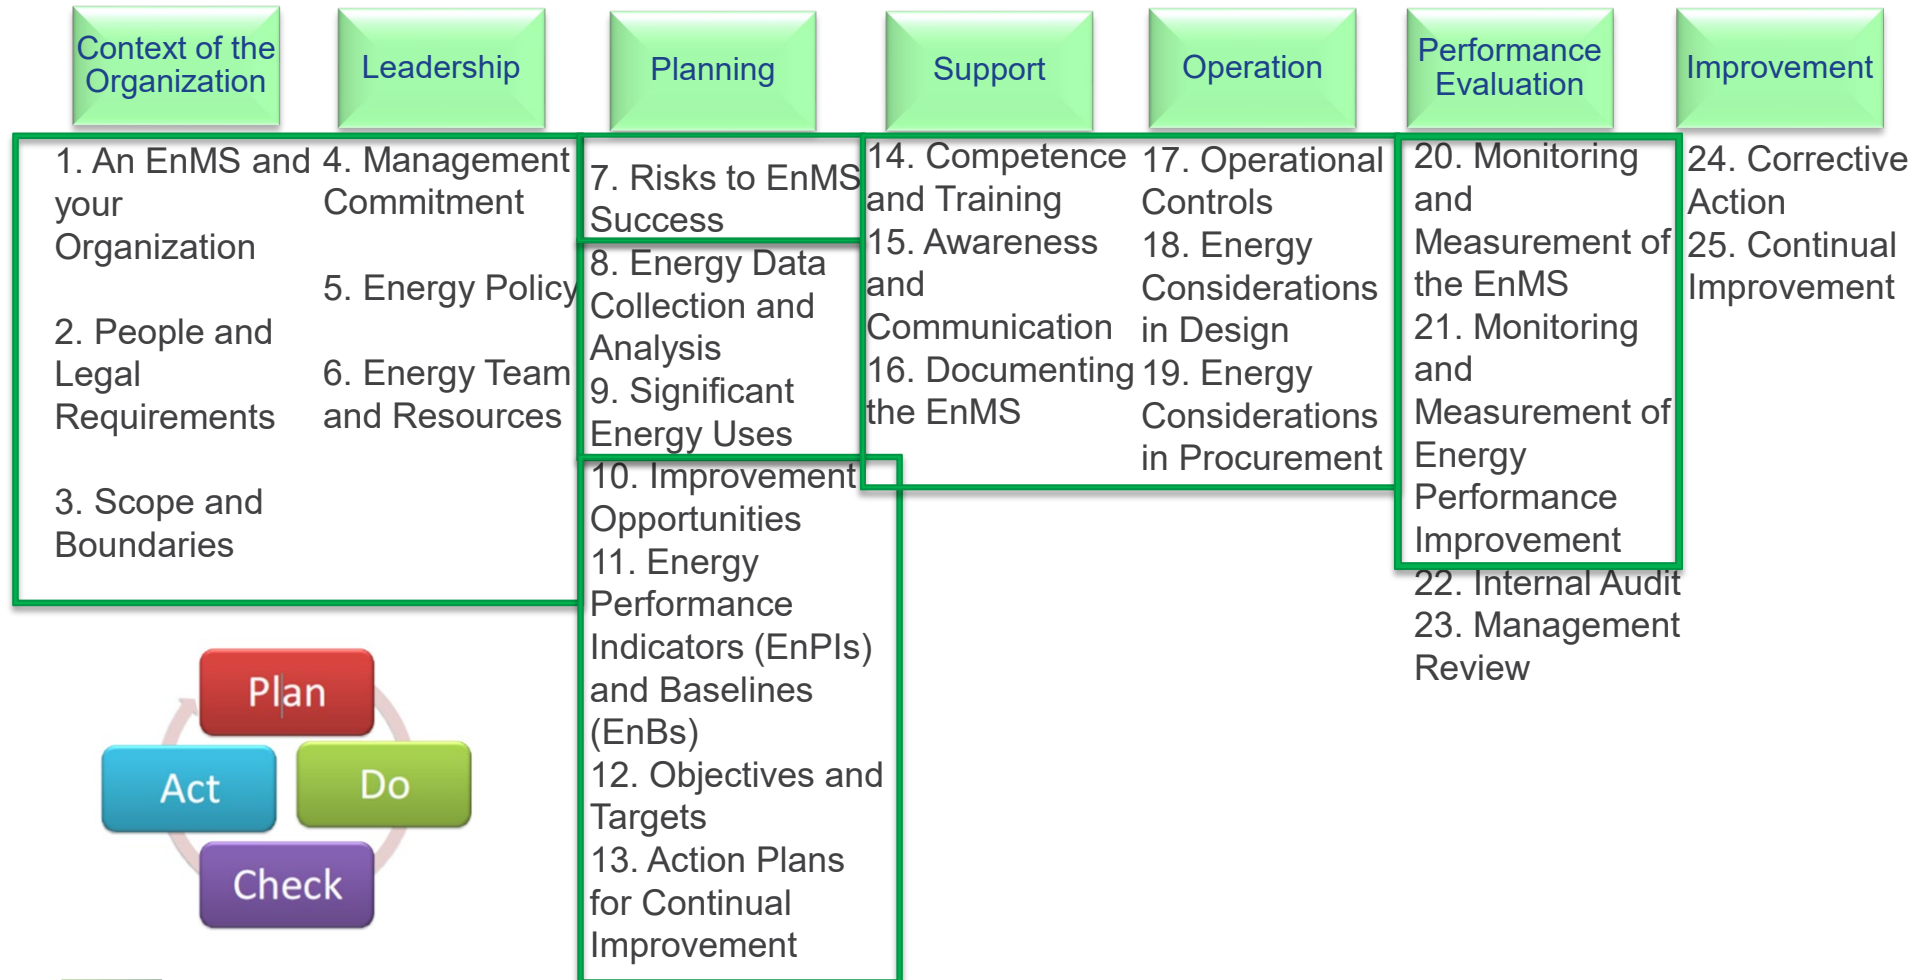 Context of the
Organization
Leadership
Planning
Support
Operation
Performance
Evaluation
Improvement
1. An EnMS and
your
Organization
2. People and
Legal
Requirements
3. Scope and
Boundaries
4. Management
Commitment
5. Energy Policy
6. Energy Team
and Resources
7. Risks to EnMS
Success
8. Energy Data
Collection and
Analysis
9. Significant
Energy Uses
10. Improvement
Opportunities
11. Energy
Performance
Indicators (EnPIs)
and Baselines
(EnBs)
12. Objectives and
Targets
13. Action Plans
for Continual
Improvement
14. Competence
and Training
15. Awareness
and
Communication
16. Documenting
the EnMS
17. Operational
Controls
18. Energy
Considerations
in Design
19. Energy
Considerations
in Procurement
20. Monitoring
and
Measurement of
the EnMS
21. Monitoring
and
Measurement of
Energy
Performance
Improvement
22. Internal Audit
23. Management
Review
24. Corrective
Action
25. Continual
Improvement
Plan
Do
Check
Act